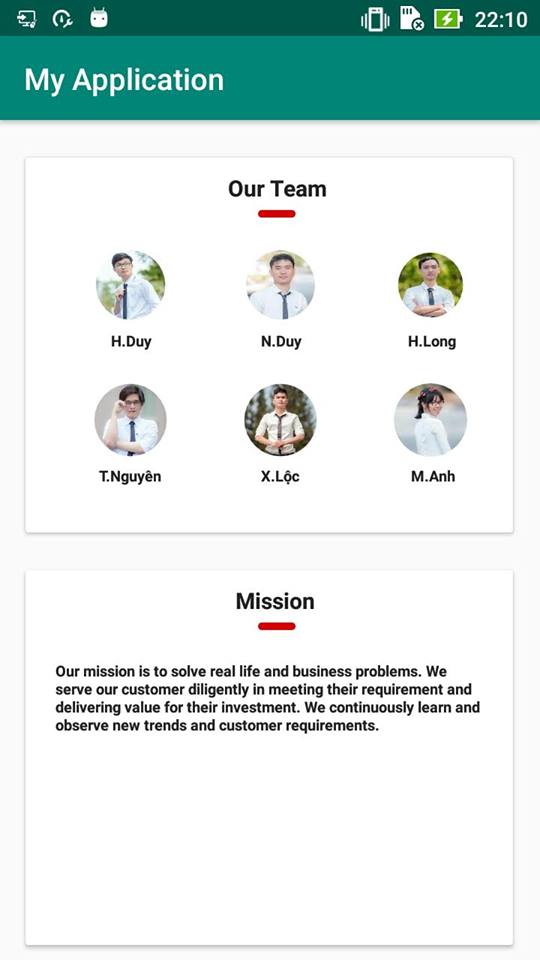 22:10
My Application
Our Team
H.Duy N.Duy H.Long
T.Nguyên X.Lộc M.Anh
Mission
Our mission is to solve real life and business problems. We
serve our customer diligently in meeting their requirement and
delivering value for their investment. We continuously learn and
observe new trends and customer requirements.